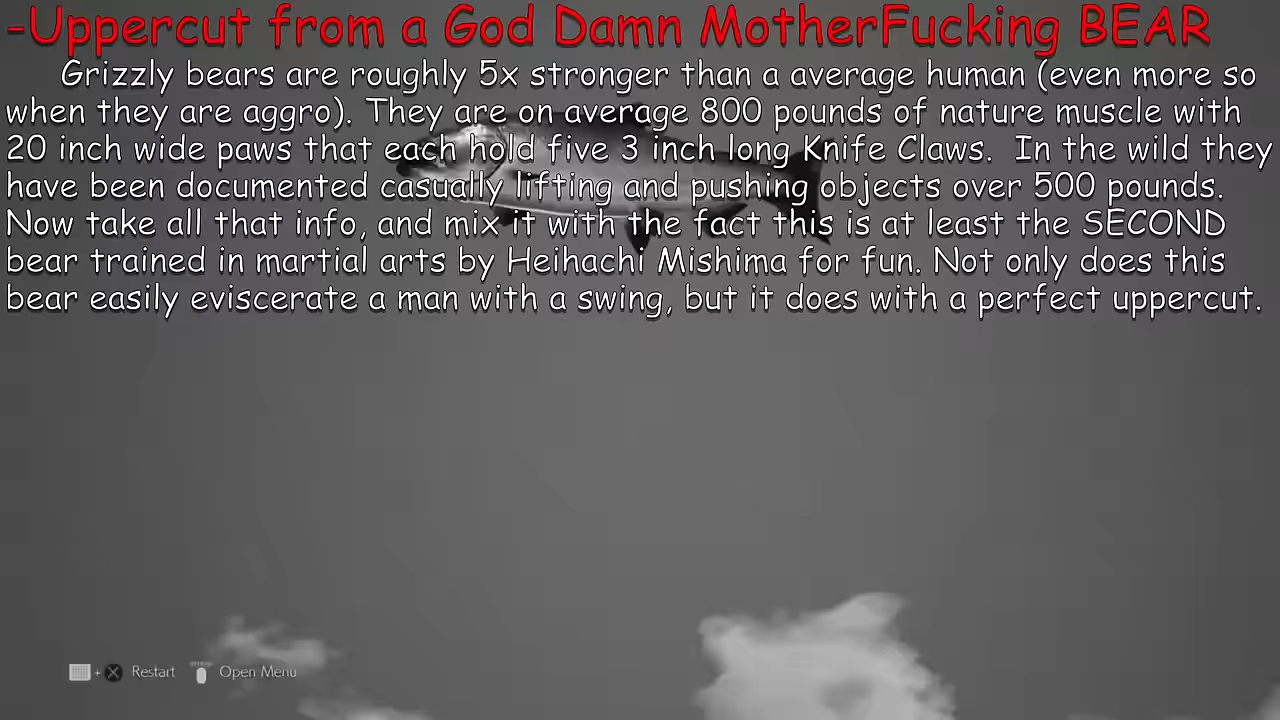 -Uppercut from a God Damn MotherFucking BEAR
Grizzly bears are roughly 5x stronger than a average human (even more so
when they are aggro). They are on average 800 pounds of nature muscle with
20 inch wide paws that each hold five 3 inch long Knife Claws. In the wild they
have been documented casually lifting and pushing objects over 500 pounds.
Now take all that info, and mix it with the fact this is at least the SECOND
bear trained in martial arts by Heihachi Mishima for fun. Not only does this
bear easily eviscerate a man with a swing, but it does with a perfect uppercut.
+ Restart Open Menu